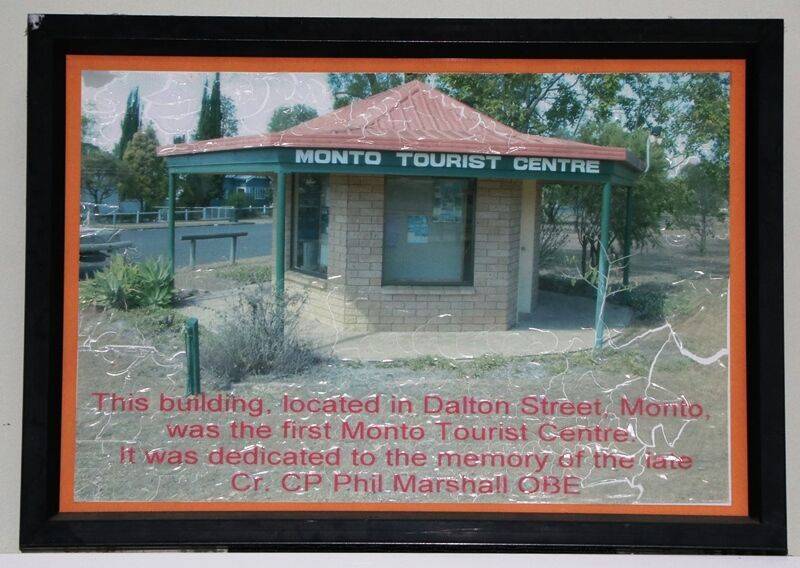 MONTO TOURIST CENTRE
This building, located in Dalton Street, Monto,
was the first Monto Tourist Centre.
It was dedicated to the memory of the late
Cr. CP Phil Marshall OBE